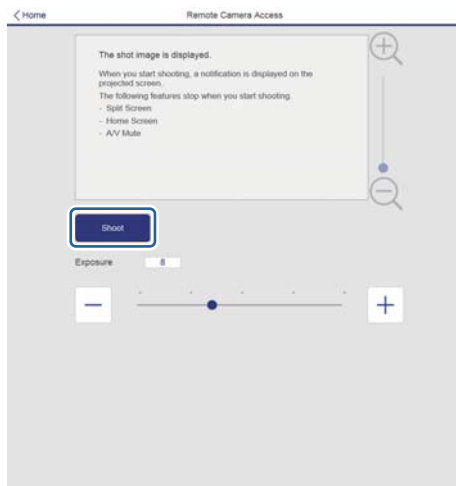 Home
Remote Camera Access
The shot image is displayed.
When you start shooting, a notification is displayed on the
projected screen.
The following features stop when you start shooting.
- Split Screen
- Home Screen
- A/V Mute
Shoot
Exposure 8